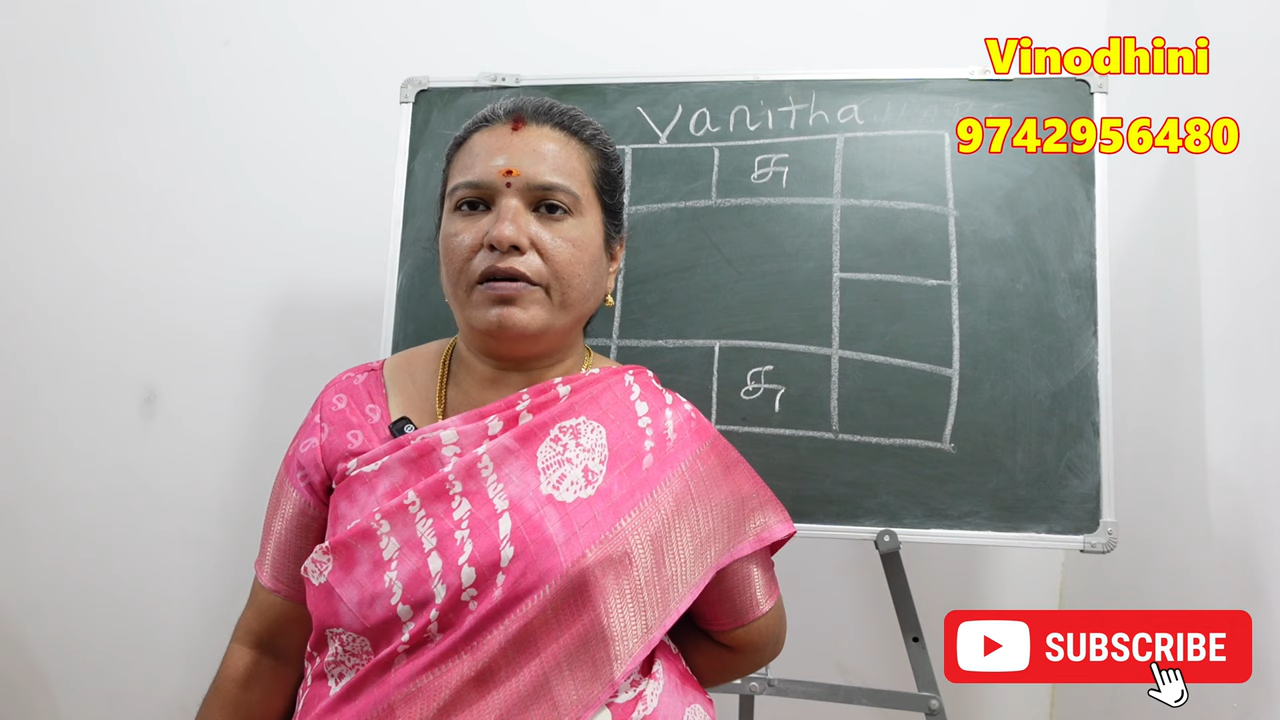 Vinodhini
Vanitha
9742956480
சு
சு
SUBSCRIBE